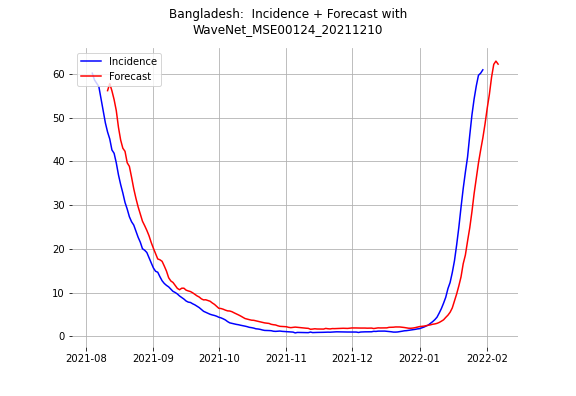 Bangladesh:  Incidence + Forecast with
WaveNet_MSE00124_20211210
Incidence
Forecast
60
50
40
30
20
10
0
2021-08 2021-09 2021-10 2021-11 2021-12 2022-01 2022-02